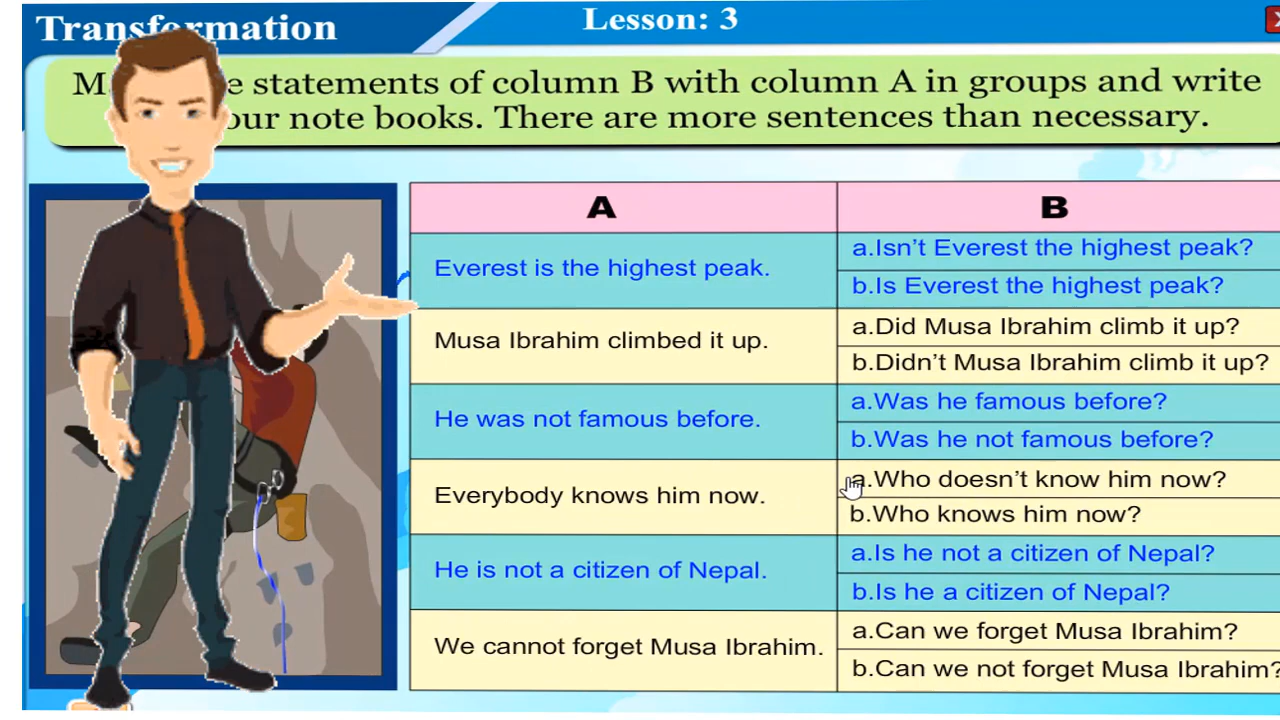 Transformation
Lesson: 3
statements of column B with column A in groups and write
note books. There are more sentences than necessary.
A
B
Everest is the highest peak.
a.Isn't Everest the highest peak?
b.Is Everest the highest peak?
Musa Ibrahim climbed it up.
a.Did Musa Ibrahim climb it up?
b.Didn't Musa Ibrahim climb it up?
He was not famous before.
a.Was he famous before?
b.Was he not famous before?
Everybody knows him now.
a.Who doesn't know him now?
b.Who knows him now?
He is not a citizen of Nepal.
a.Is he not a citizen of Nepal?
b.Is he a citizen of Nepal?
We cannot forget Musa Ibrahim.
a.Can we forget Musa Ibrahim?
b.Can we not forget Musa Ibrahim?